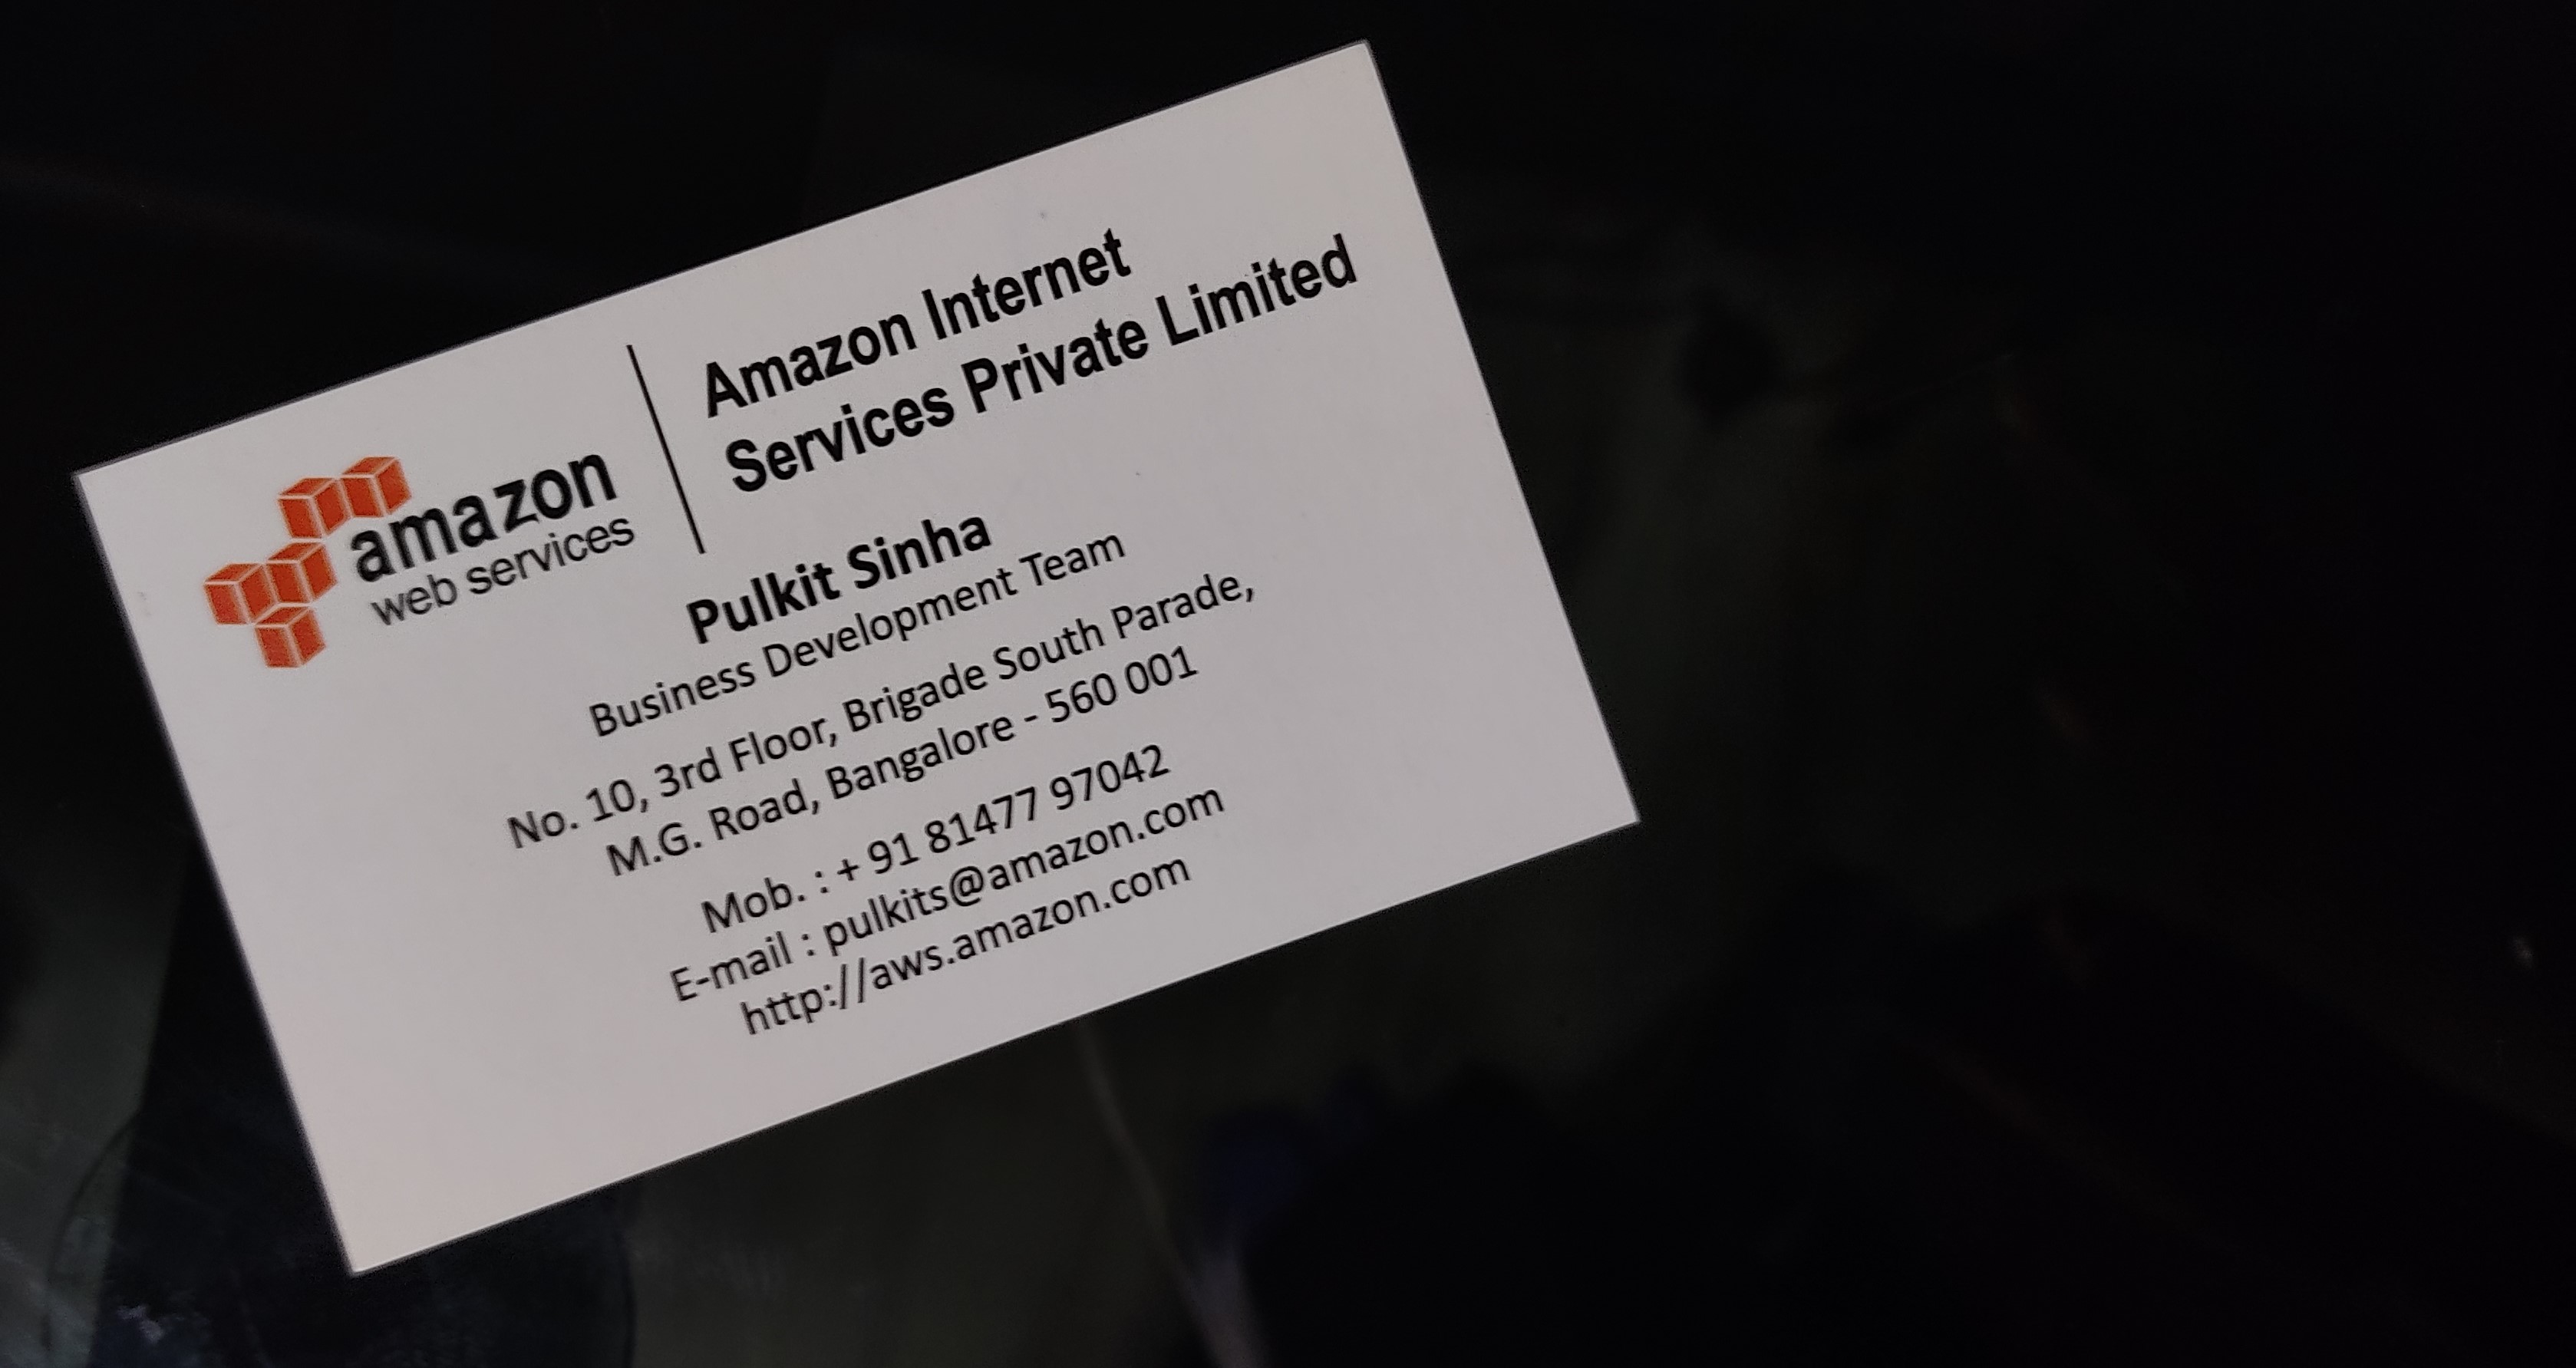 amazon
web services
Amazon Internet
Services Private Limited
Pulkit Sinha
Business Development Team
No. 10, 3rd Floor, Brigade South Parade,
M.G. Road, Bangalore - 560 001
Mob. : + 91 81477 97042
E-mail : pulkits@amazon.com
http://aws.amazon.com